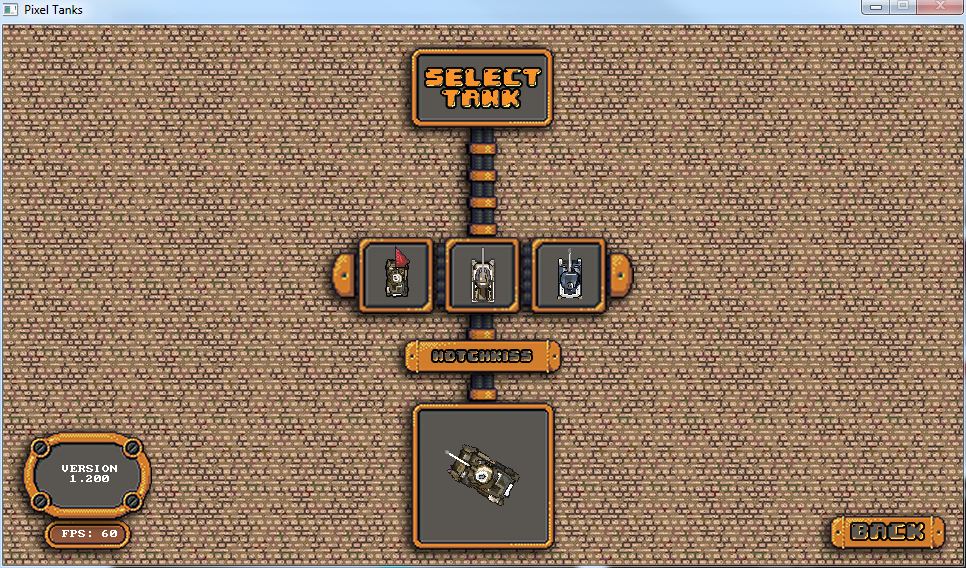 Pixel Tanks
SELECT
TANK
HOTCHKISS
VERSION
1.200
FPS: 60
BACK